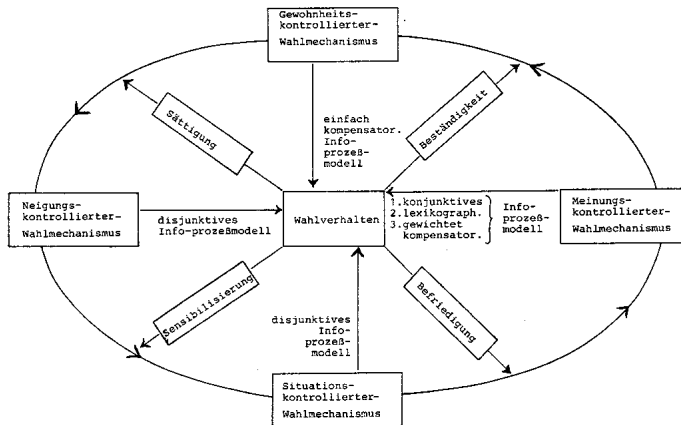 Gewohnheits-
kontrollierter-
Wahlmechanismus
Sättigung
einfach
kompensator.
Info-
prozeß-
modell
Beständigkeit
Neigungs-
kontrollierter-
Wahlmechanismus
disjunktives
Info-prozeßmodell
Wahlverhalten
1.konjunktives
2.lexikograph.
3.gewichtet
kompensator.
Info-
prozeß-
modell
Meinungs-
kontrollierter-
Wahlmechanismus
Sensibilisierung
disjunktives
Info-
prozeß-
modell
Befriedigung
Situations-
kontrollierter-
Wahlmechanismus